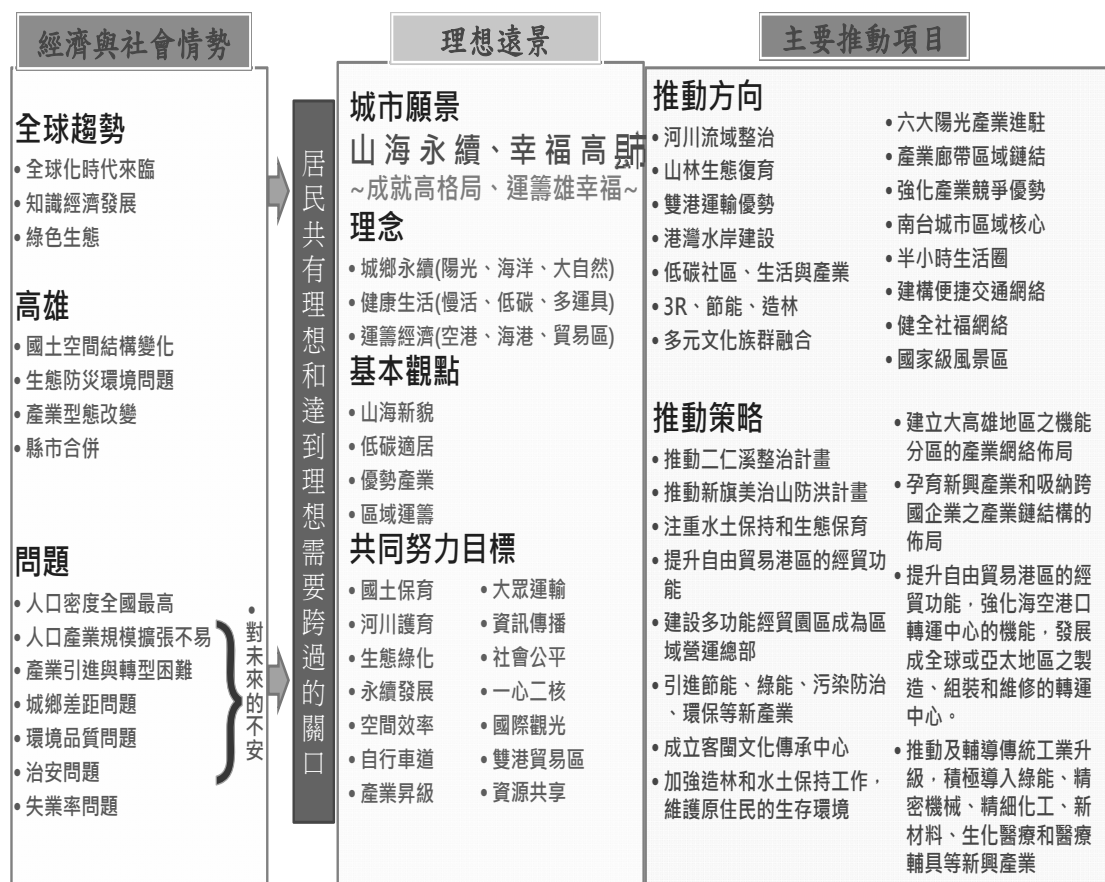 經濟與社會情勢
全球趨勢
• 全球化時代來臨
• 知識經濟發展
• 綠色生態
高雄
• 國土空間結構變化
• 生態防災環境問題
• 產業型態改變
• 縣市合併
問題
• 人口密度全國最高
• 人口產業規模擴張不易
• 產業引進與轉型困難
• 城鄉差距問題
• 環境品質問題
• 治安問題
• 失業率問題
• 對未來的不安
居民共有理想和達到理想需要跨過的關口
理想遠景
城市願景
山海永續、幸福高
~成就高格局、運籌雄幸福~
理念
• 城鄉永續(陽光、海洋、大自然)
• 健康生活(慢活、低碳、多運具)
• 運籌經濟(空港、海港、貿易區)
基本觀點
• 山海新貌
• 低碳適居
• 優勢產業
• 區域運籌
共同努力目標
• 國土保育
• 河川護育
• 生態綠化
• 永續發展
• 空間效率
• 自行車道
• 產業昇級
• 大眾運輸
• 資訊傳播
• 社會公平
• 一心二核
• 國際觀光
• 雙港貿易區
• 資源共享
主要推動項目
推動方向
• 河川流域整治
• 山林生態復育
• 雙港運輸優勢
• 港灣水岸建設
• 低碳社區、生活與產業
• 3R、節能、造林
• 多元文化族群融合
• 六大陽光產業進駐
• 產業廊帶區域鏈結
• 強化產業競爭優勢
• 南台城市區域核心
• 半小時生活圈
• 建構便捷交通網絡
• 健全社福網絡
• 國家級風景區
推動策略
• 推動二仁溪整治計畫
• 推動新旗美治山防洪計畫
• 注重水土保持和生態保育
• 提升自由貿易港區的經貿功
能
• 建設多功能經貿園區成為區
域營運總部
• 引進節能、綠能、污染防治
、環保等新產業
• 成立客閩文化傳承中心
• 加強造林和水土保持工作，
維護原住民的生存環境
• 建立大高雄地區之機能
分區的產業網絡佈局
• 孕育新興產業和吸納跨
國企業之產業鏈結構的
佈局
• 提升自由貿易港區的經
貿功能，強化海空港口
轉運中心的機能，發展
成全球或亞太地區之製
造、組裝和維修的轉運
中心。
• 推動及輔導傳統工業升
級，積極導入綠能、精
密機械、精細化工、新
材料、生化醫療和醫療
輔具等新興產業